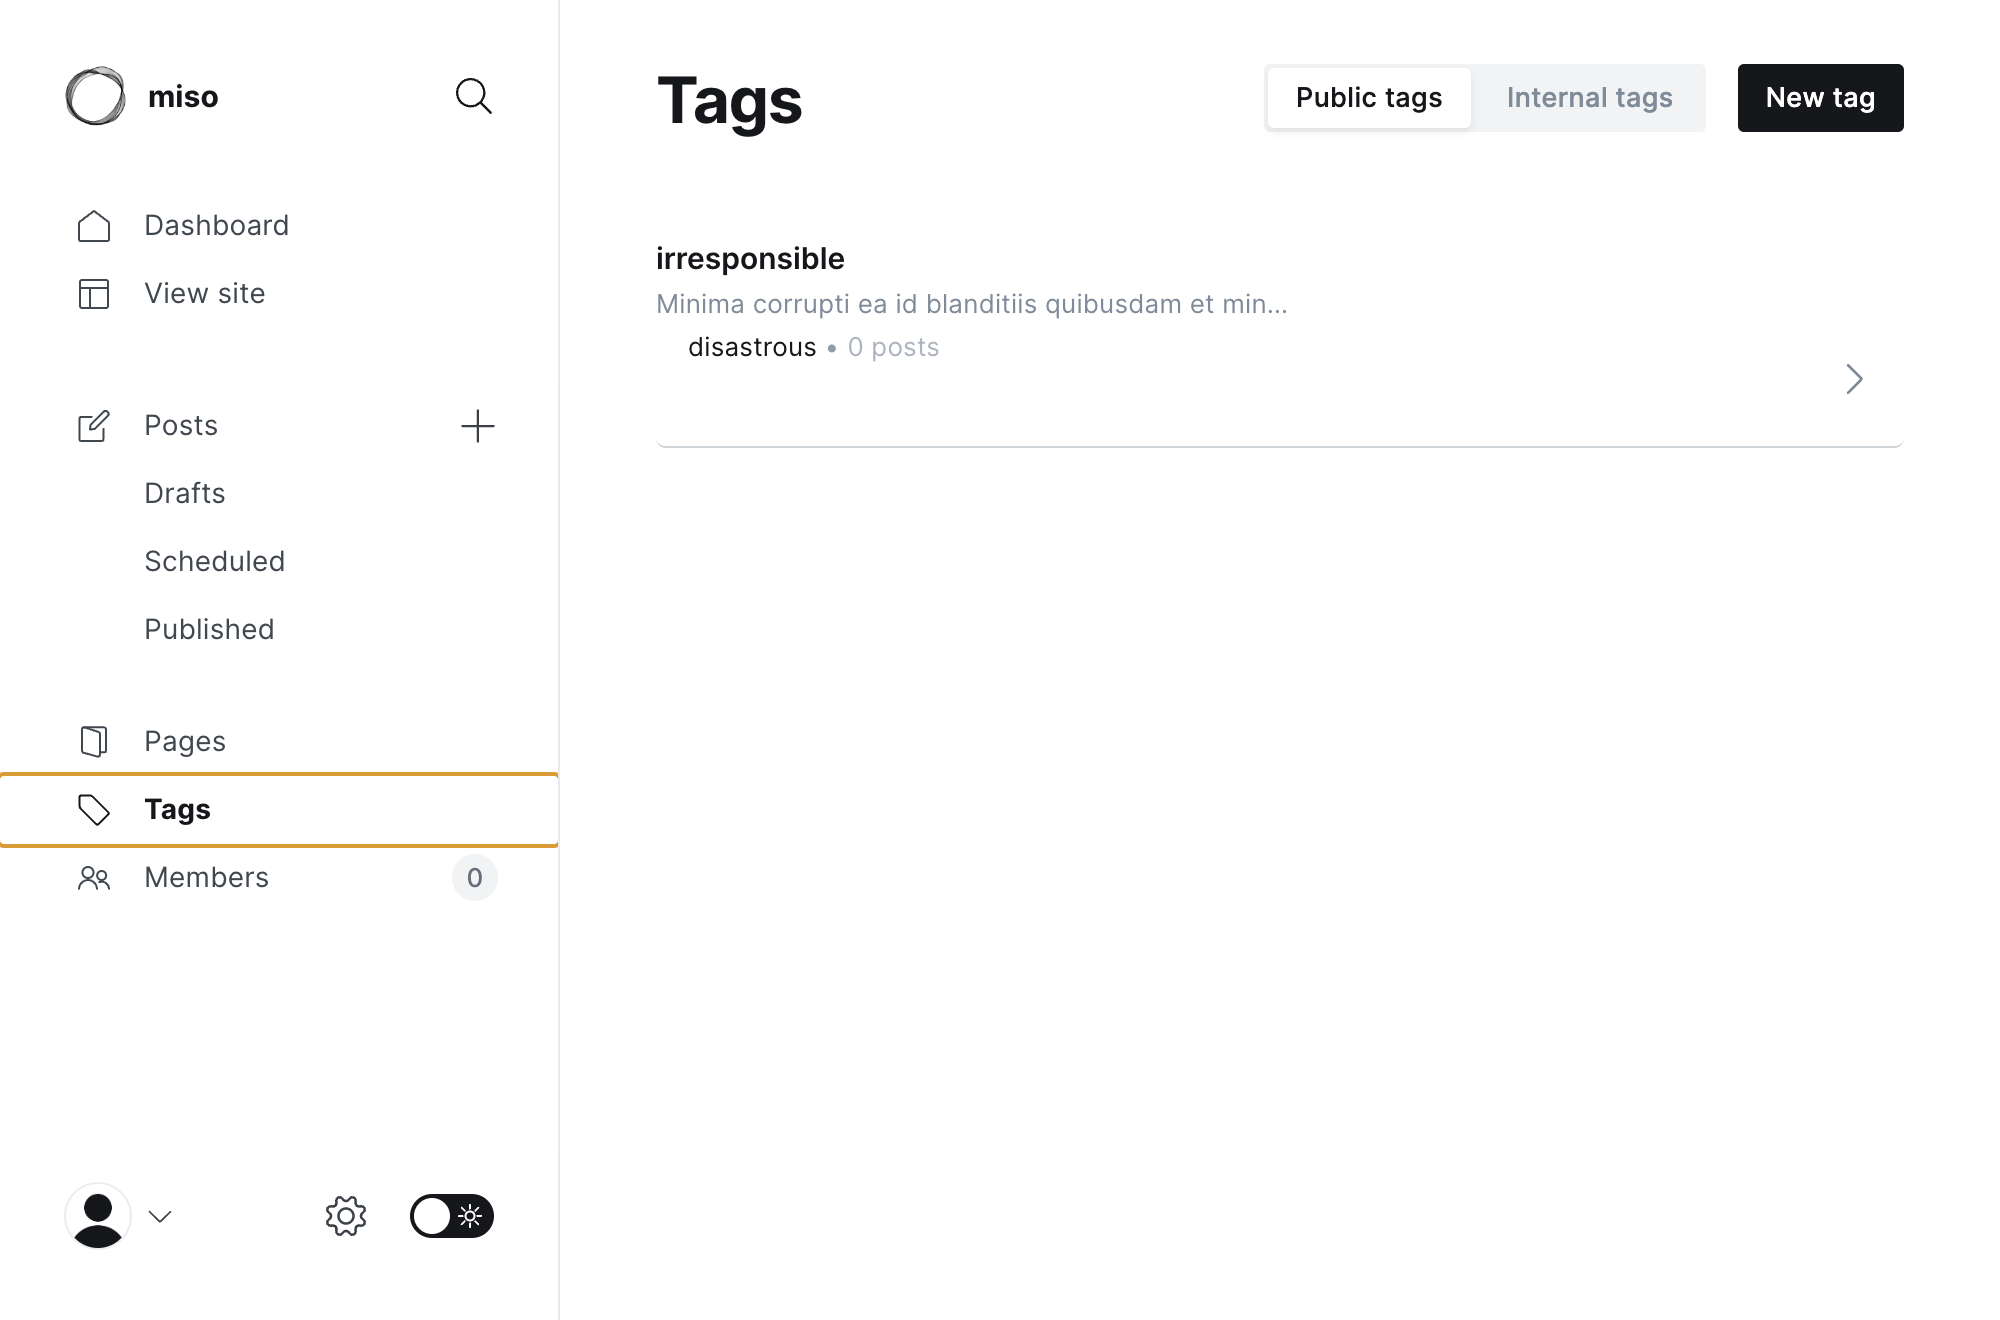 miso
Dashboard
View site
Posts
Drafts
Scheduled
Published
Pages
Tags
Members 0
Tags
Public tags
Internal tags
New tag
irresponsible
Minima corrupti ea id blanditiis quibusdam et min...
disastrous • 0 posts